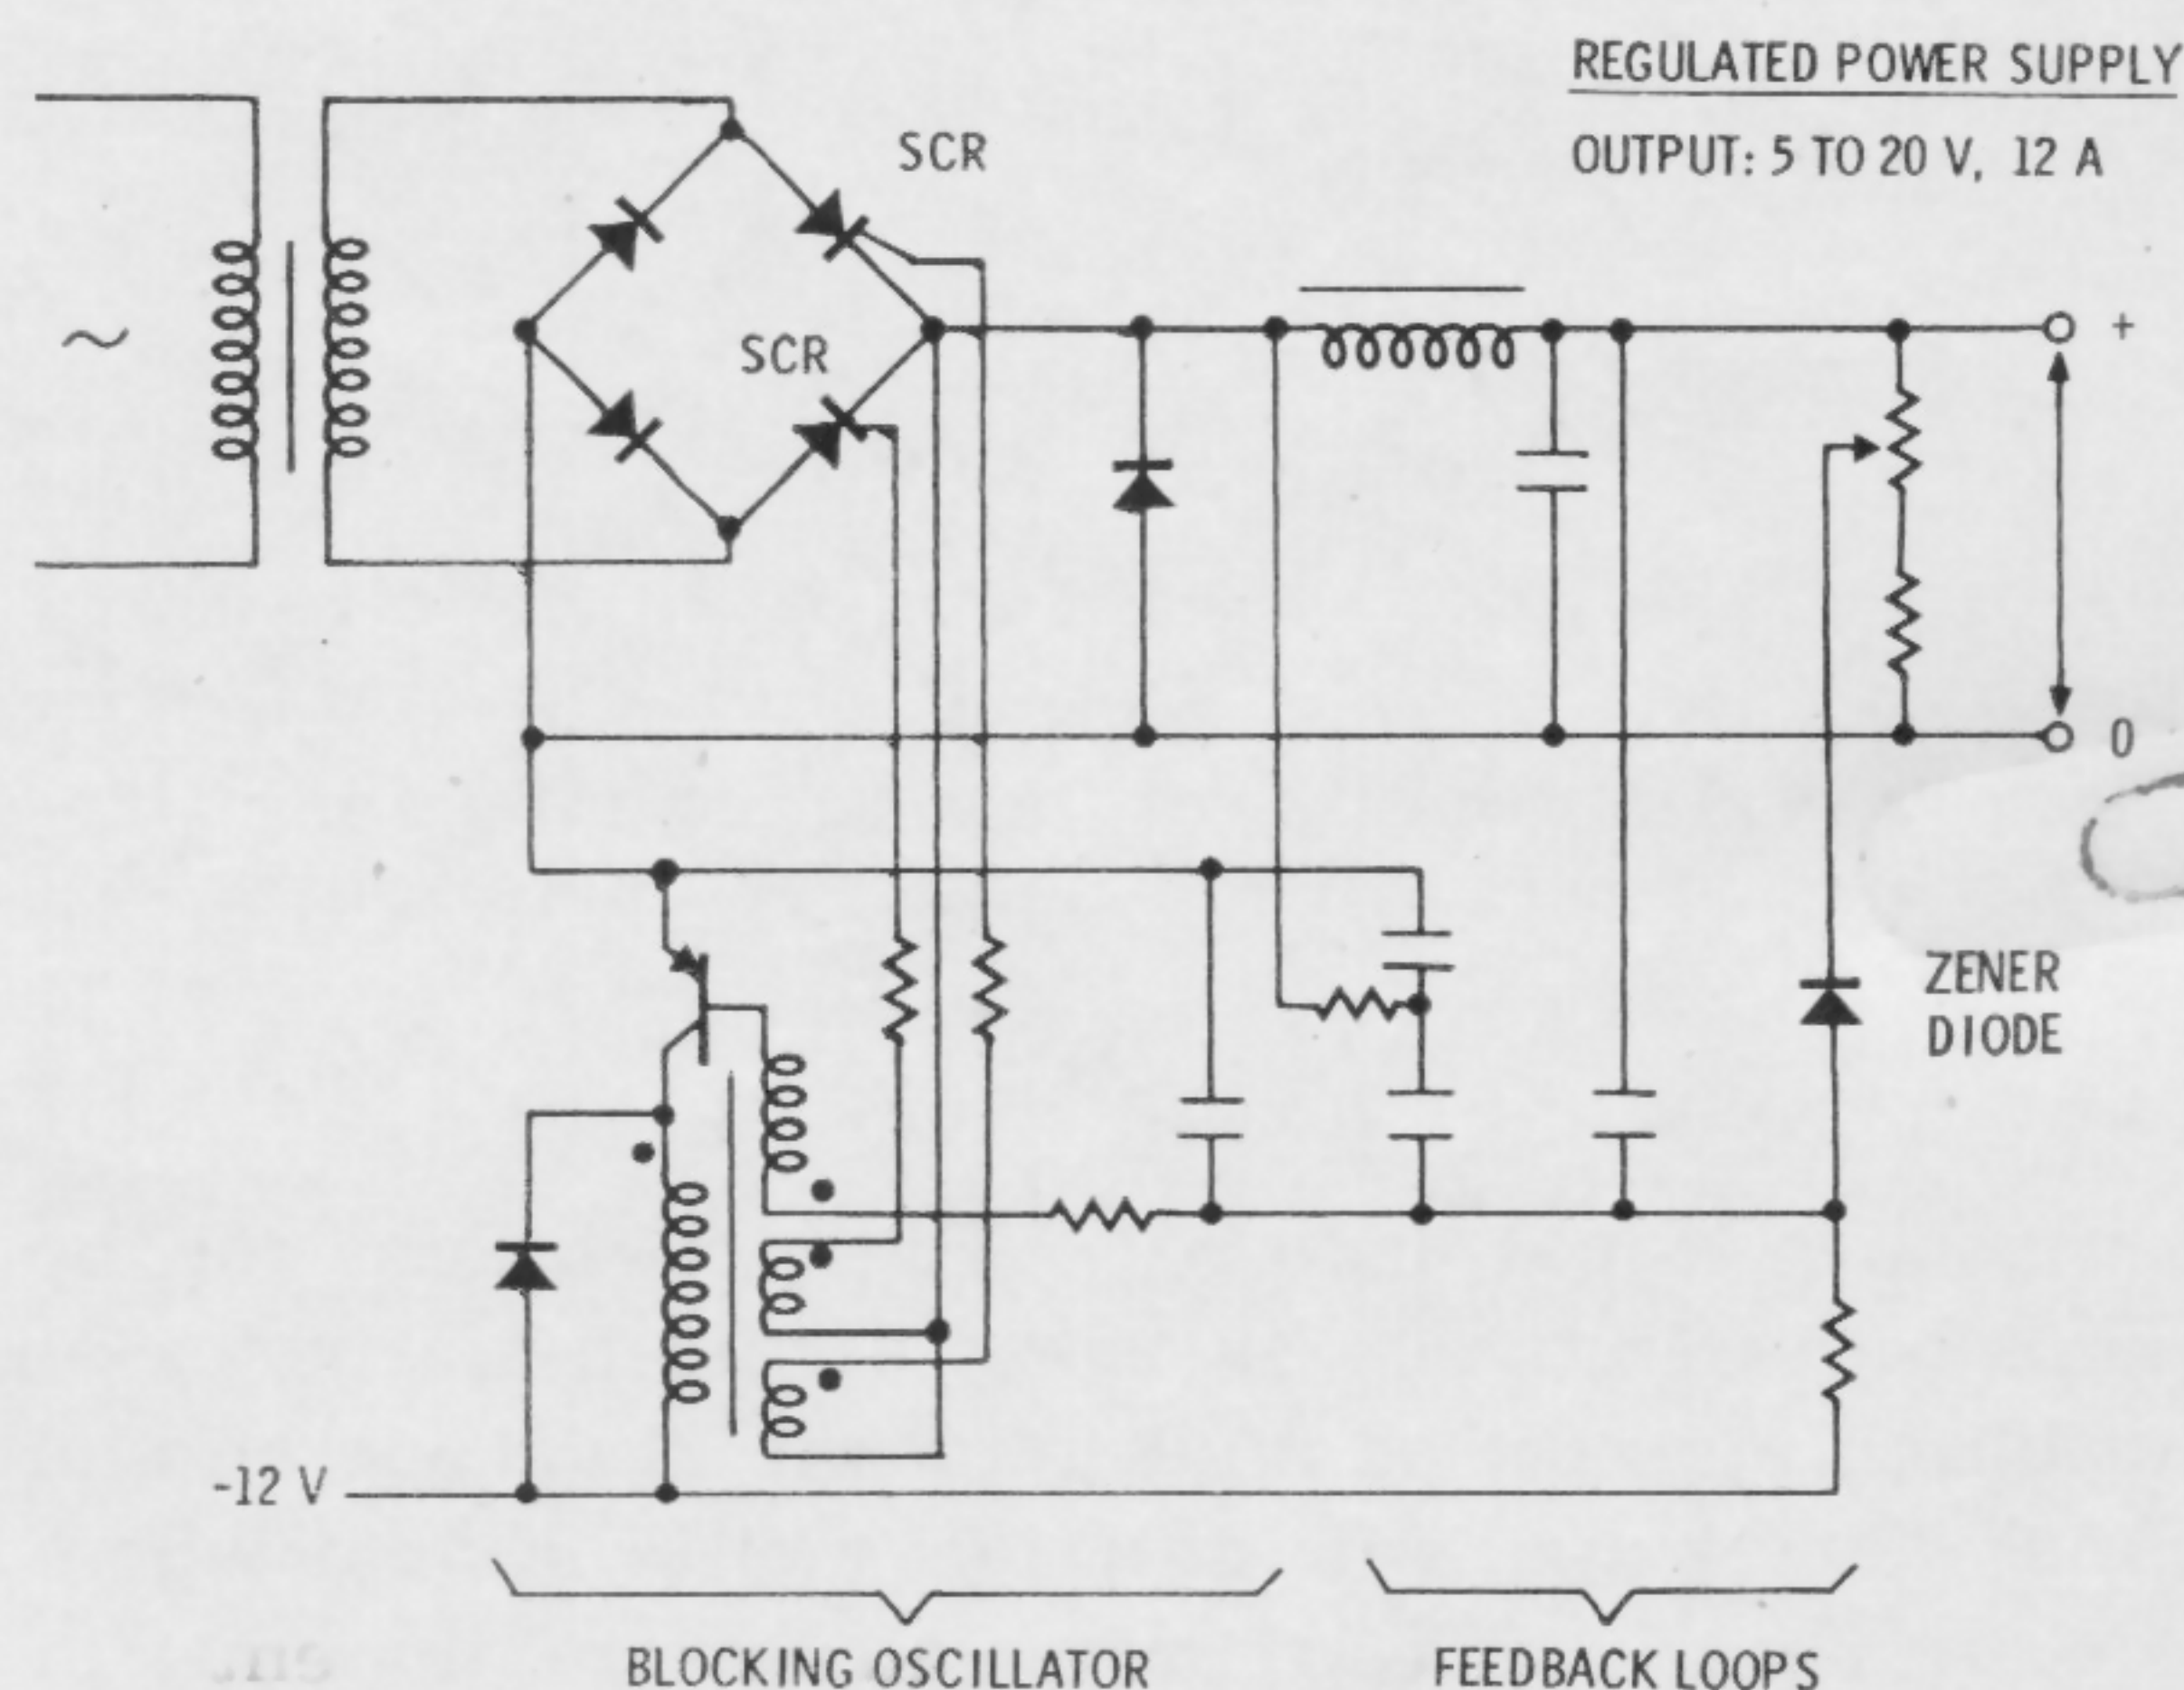 REGULATED POWER SUPPLY
OUTPUT: 5 TO 20 V, 12 A
SCR
SCR
~
+
0
ZENER
DIODE
-12 V
BLOCKING OSCILLATOR
FEEDBACK LOOPS